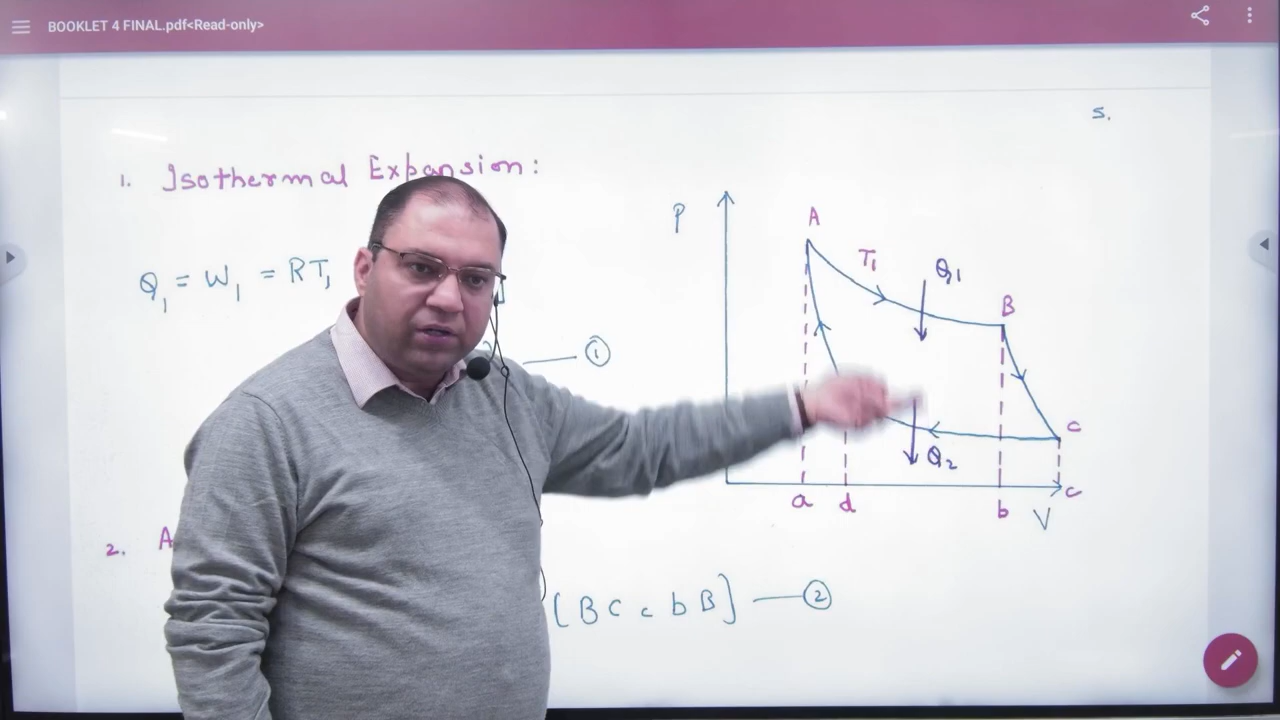 BOOKLET 4 FINAL.pdf<Read-only>
5.
1. Isothermal Expansion:
Q₁ = W₁ = RT₁
①
P
A
T₁
Q₁
B
C
Q₂
a d b c
V
2. A
[BCcbB] — ②